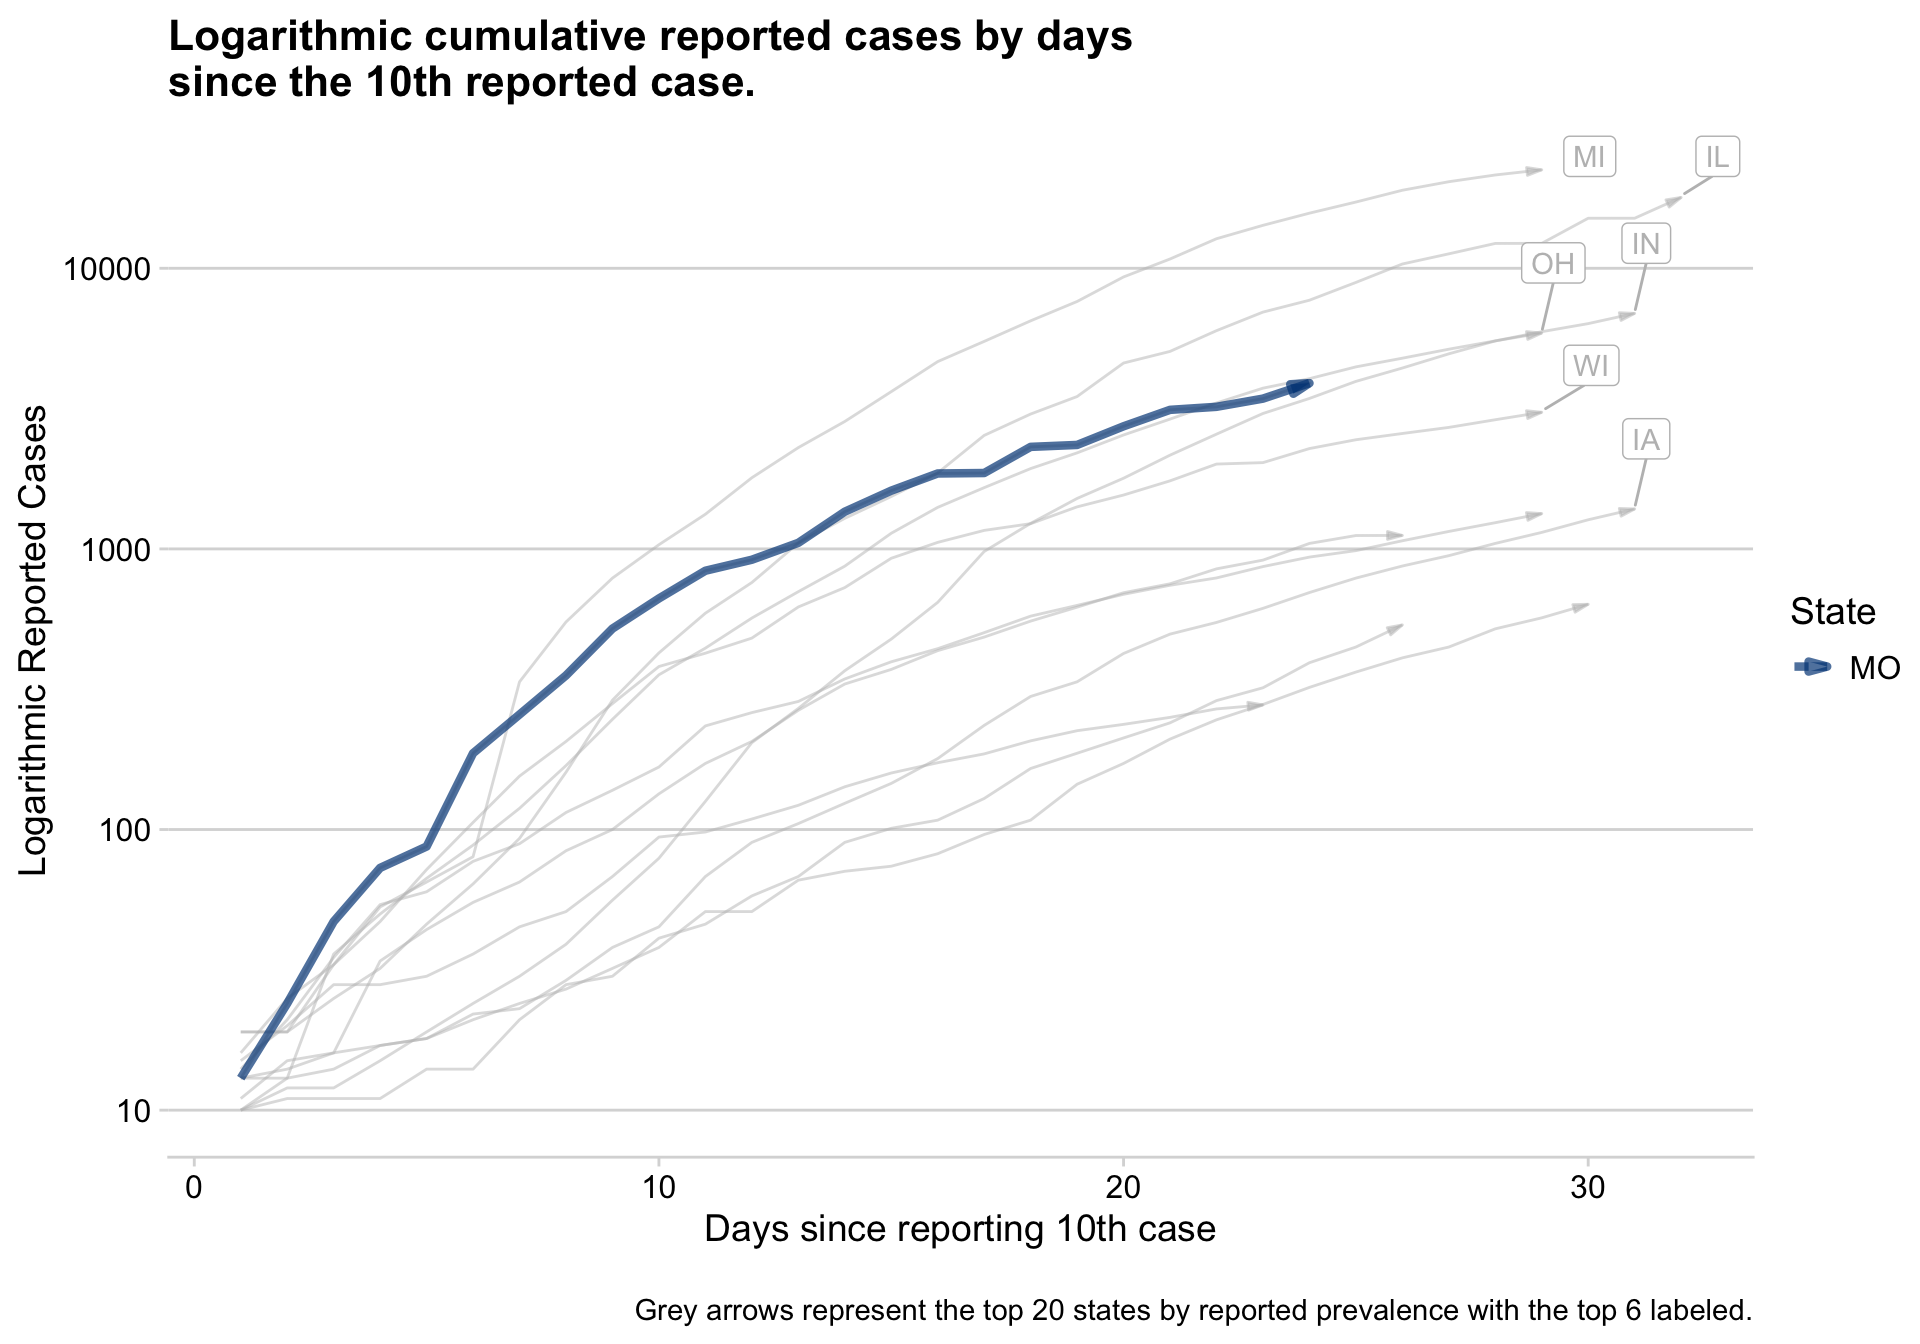 Logarithmic cumulative reported cases by days
since the 10th reported case.
MI
IL
IN
OH
10000
WI
IA
1000
Logarithmic Reported Cases
State
MO
100
10
0 10 20 30
Days since reporting 10th case
Grey arrows represent the top 20 states by reported prevalence with the top 6 labeled.